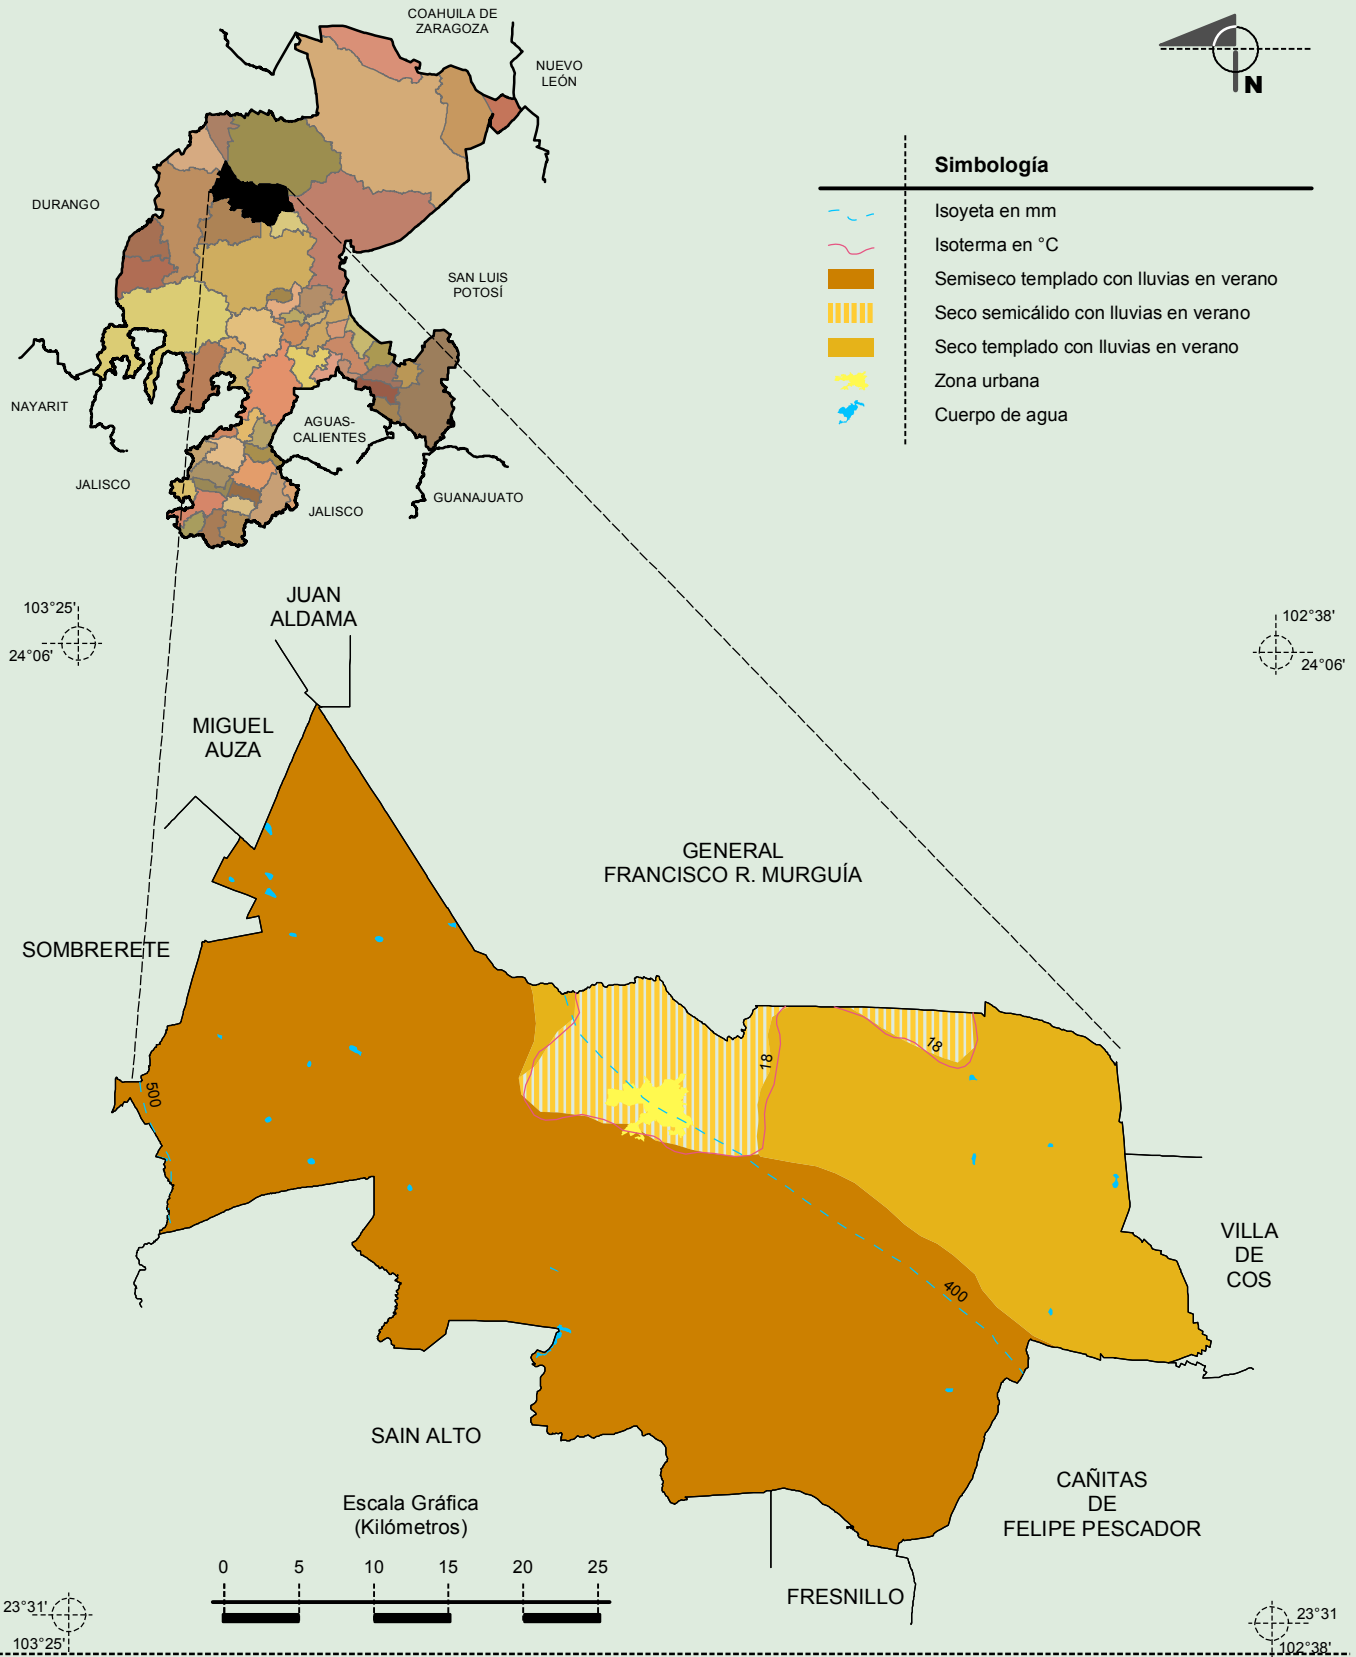 COAHUILA DE
ZARAGOZA
NUEVO
LEÓN
N
DURANGO
SAN LUIS
POTOSÍ
NAYARIT
AGUAS-
CALIENTES
JALISCO
JALISCO
GUANAJUATO
Simbología
Isoyeta en mm
Isoterma en °C
Semiseco templado con lluvias en verano
Seco semicálido con lluvias en verano
Seco templado con lluvias en verano
Zona urbana
Cuerpo de agua
103°25'
24°06'
102°38'
24°06'
JUAN
ALDAMA
MIGUEL
AUZA
GENERAL
FRANCISCO R. MURGUÍA
SOMBRERETE
18
18
500
400
VILLA
DE
COS
SAIN ALTO
CAÑITAS
DE
FELIPE PESCADOR
FRESNILLO
Escala Gráfica
(Kilómetros)
0 5 10 15 20 25
23°31'
103°25'
23°31
102°38'